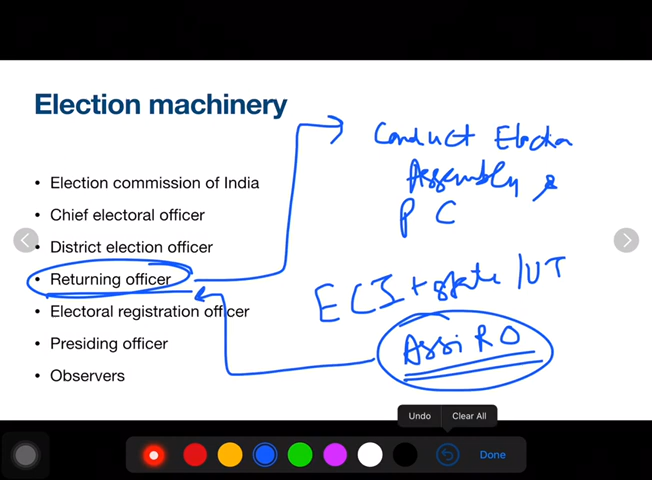 Election machinery
• Election commission of India
• Chief electoral officer
• District election officer
• Returning officer
• Electoral registration officer
• Presiding officer
• Observers
Conduct Election
Assembly &
P C
ECI + state / UT
Assi RO
Undo
Clear All
Done